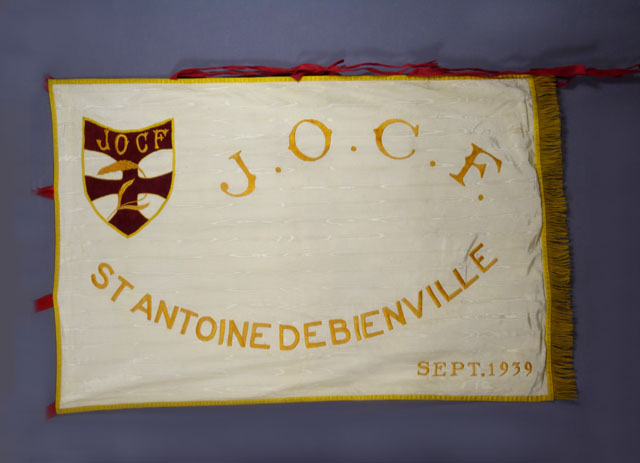 JOCF
J.O.C.F.
ST ANTOINE DE BIENVILLE
SEPT. 1939